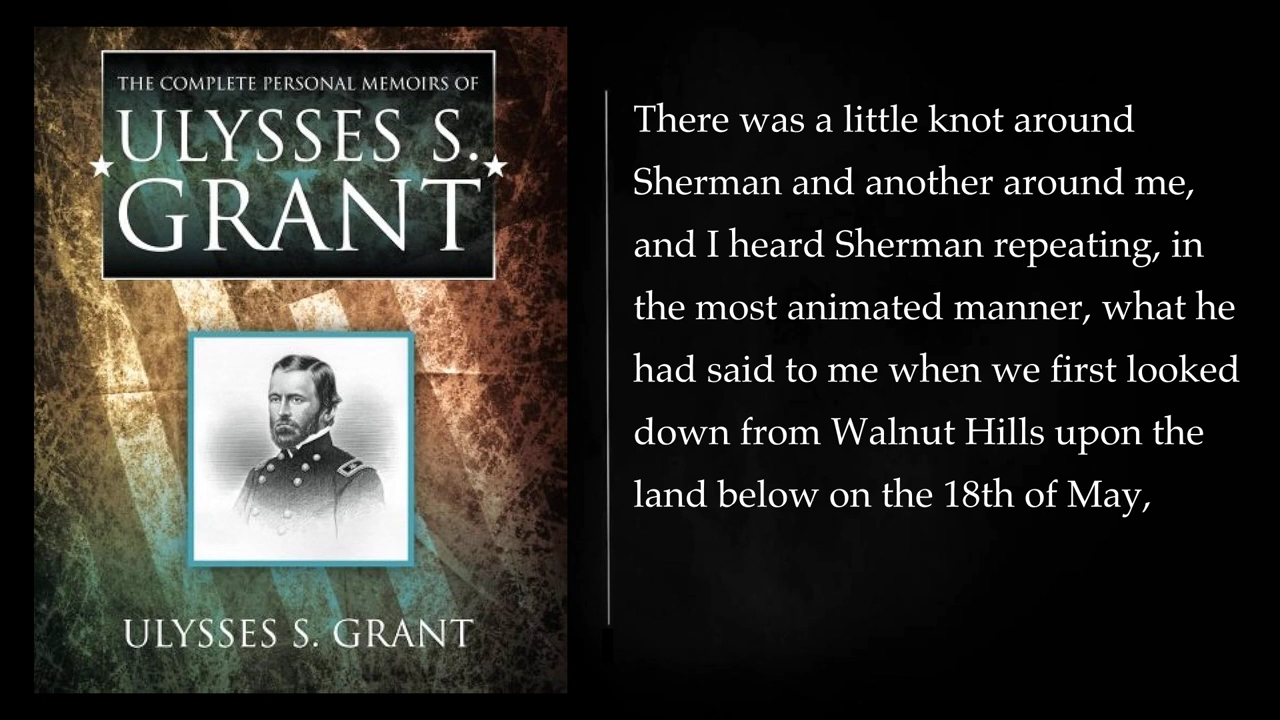 THE COMPLETE PERSONAL MEMOIRS OF
ULYSSES S.
GRANT
ULYSSES S. GRANT
There was a little knot around
Sherman and another around me,
and I heard Sherman repeating, in
the most animated manner, what he
had said to me when we first looked
down from Walnut Hills upon the
land below on the 18th of May,